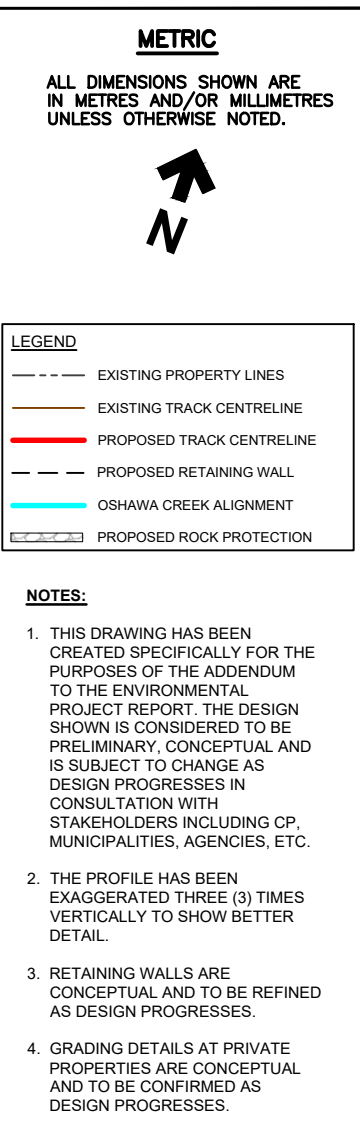 METRIC
ALL DIMENSIONS SHOWN ARE
IN METRES AND/OR MILLIMETRES
UNLESS OTHERWISE NOTED.
N
LEGEND
EXISTING PROPERTY LINES
EXISTING TRACK CENTRELINE
PROPOSED TRACK CENTRELINE
PROPOSED RETAINING WALL
OSHAWA CREEK ALIGNMENT
PROPOSED ROCK PROTECTION
NOTES:
1. THIS DRAWING HAS BEEN
CREATED SPECIFICALLY FOR THE
PURPOSES OF THE ADDENDUM
TO THE ENVIRONMENTAL
PROJECT REPORT. THE DESIGN
SHOWN IS CONSIDERED TO BE
PRELIMINARY, CONCEPTUAL AND
IS SUBJECT TO CHANGE AS
DESIGN PROGRESSES IN
CONSULTATION WITH
STAKEHOLDERS INCLUDING CP,
MUNICIPALITIES, AGENCIES, ETC.
2. THE PROFILE HAS BEEN
EXAGGERATED THREE (3) TIMES
VERTICALLY TO SHOW BETTER
DETAIL.
3. RETAINING WALLS ARE
CONCEPTUAL AND TO BE REFINED
AS DESIGN PROGRESSES.
4. GRADING DETAILS AT PRIVATE
PROPERTIES ARE CONCEPTUAL
AND TO BE CONFIRMED AS
DESIGN PROGRESSES.